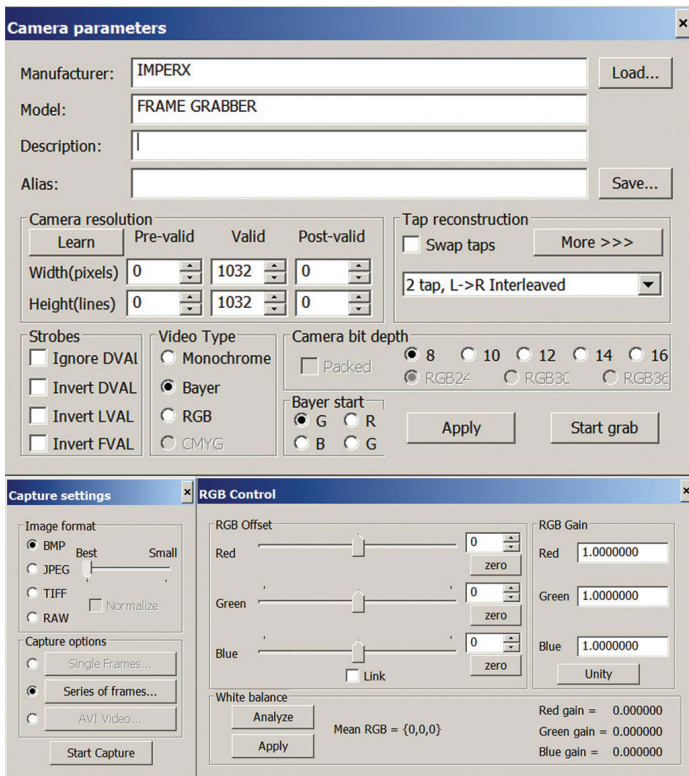 Camera parameters
Manufacturer: IMPERX Load...
Model: FRAME GRABBER
Description:
Alias: Save...
Camera resolution
Learn Pre-valid Valid Post-valid
Width(pixels) 0 1032 0
Height(lines) 0 1032 0
Tap reconstruction
Swap taps More >>>
2 tap, L->R Interleaved
Strobes
Ignore DVAL
Invert DVAL
Invert LVAL
Invert FVAL
Video Type
Monochrome
Bayer
RGB
CMYG
Camera bit depth
Packed 8 10 12 14 16
RGB24 RGB30 RGB36
Bayer start
G R
B G
Apply Start grab
Capture settings
Image format
BMP Best Small
JPEG
TIFF Normalize
RAW
Capture options
Single Frames...
Series of frames...
AVI Video...
Start Capture
RGB Control
RGB Offset
Red 0
zero
Green 0
zero
Blue 0
Link zero
RGB Gain
Red 1.0000000
Green 1.0000000
Blue 1.0000000
Unity
White balance
Analyze
Apply
Mean RGB = {0,0,0}
Red gain = 0.000000
Green gain = 0.000000
Blue gain = 0.000000